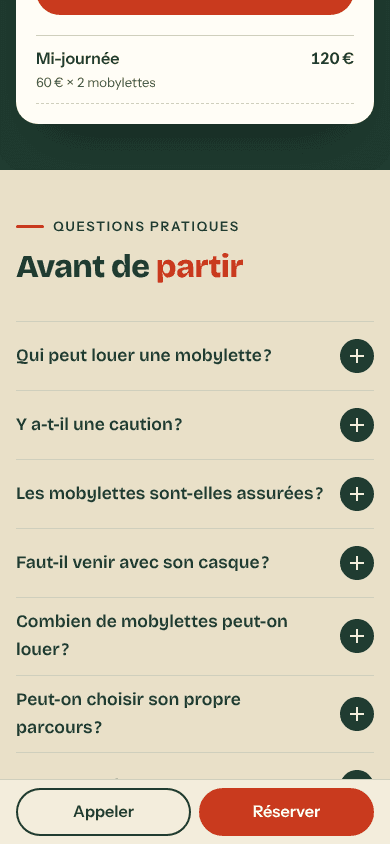 Mi-journée 120 €
60 € × 2 mobylettes
QUESTIONS PRATIQUES
Avant de partir
Qui peut louer une mobylette ?
Y a-t-il une caution ?
Les mobylettes sont-elles assurées ?
Faut-il venir avec son casque ?
Combien de mobylettes peut-on
louer ?
Peut-on choisir son propre
parcours ?
Appeler
Réserver